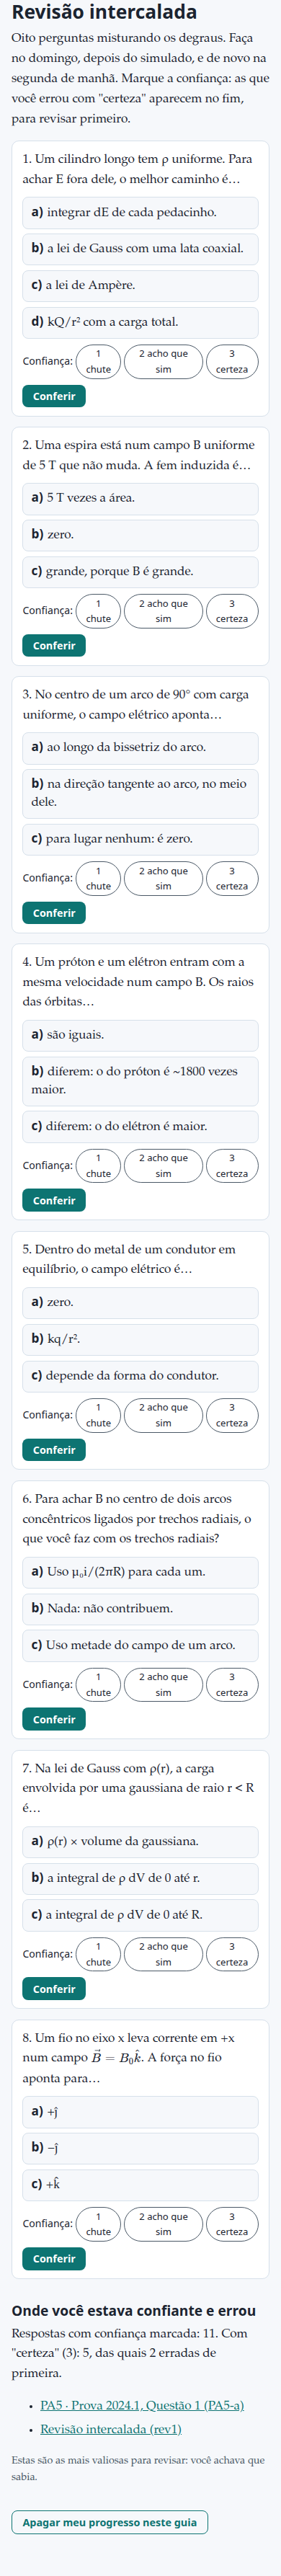 Revisão intercalada
Oito perguntas misturando os degraus. Faça
no domingo, depois do simulado, e de novo na
segunda de manhã. Marque a confiança: as que
você errou com "certeza" aparecem no fim,
para revisar primeiro.
1. Um cilindro longo tem ρ uniforme. Para
achar E fora dele, o melhor caminho é…
a) integrar dE de cada pedacinho.
b) a lei de Gauss com uma lata coaxial.
c) a lei de Ampère.
d) kQ/r² com a carga total.
Confiança: 1 chute 2 acho que sim 3 certeza
Conferir
2. Uma espira está num campo B uniforme
de 5 T que não muda. A fem induzida é…
a) 5 T vezes a área.
b) zero.
c) grande, porque B é grande.
Confiança: 1 chute 2 acho que sim 3 certeza
Conferir
3. No centro de um arco de 90° com carga
uniforme, o campo elétrico aponta…
a) ao longo da bissetriz do arco.
b) na direção tangente ao arco, no meio
dele.
c) para lugar nenhum: é zero.
Confiança: 1 chute 2 acho que sim 3 certeza
Conferir
4. Um próton e um elétron entram com a
mesma velocidade num campo B. Os raios
das órbitas…
a) são iguais.
b) diferem: o do próton é ~1800 vezes
maior.
c) diferem: o do elétron é maior.
Confiança: 1 chute 2 acho que sim 3 certeza
Conferir
5. Dentro do metal de um condutor em
equilíbrio, o campo elétrico é…
a) zero.
b) kq/r².
c) depende da forma do condutor.
Confiança: 1 chute 2 acho que sim 3 certeza
Conferir
6. Para achar B no centro de dois arcos
concêntricos ligados por trechos radiais, o
que você faz com os trechos radiais?
a) Uso μ₀i/(2πR) para cada um.
b) Nada: não contribuem.
c) Uso metade do campo de um arco.
Confiança: 1 chute 2 acho que sim 3 certeza
Conferir
7. Na lei de Gauss com ρ(r), a carga
envolvida por uma gaussiana de raio r < R
é…
a) ρ(r) × volume da gaussiana.
b) a integral de ρ dV de 0 até r.
c) a integral de ρ dV de 0 até R.
Confiança: 1 chute 2 acho que sim 3 certeza
Conferir
8. Um fio no eixo x leva corrente em +x
num campo B⃗ = B₀k̂. A força no fio
aponta para…
a) +ĵ
b) −ĵ
c) +k̂
Confiança: 1 chute 2 acho que sim 3 certeza
Conferir
Onde você estava confiante e errou
Respostas com confiança marcada: 11. Com
"certeza" (3): 5, das quais 2 erradas de
primeira.
• PA5 · Prova 2024.1, Questão 1 (PA5-a)
• Revisão intercalada (rev1)
Estas são as mais valiosas para revisar: você achava que
sabia.
Apagar meu progresso neste guia